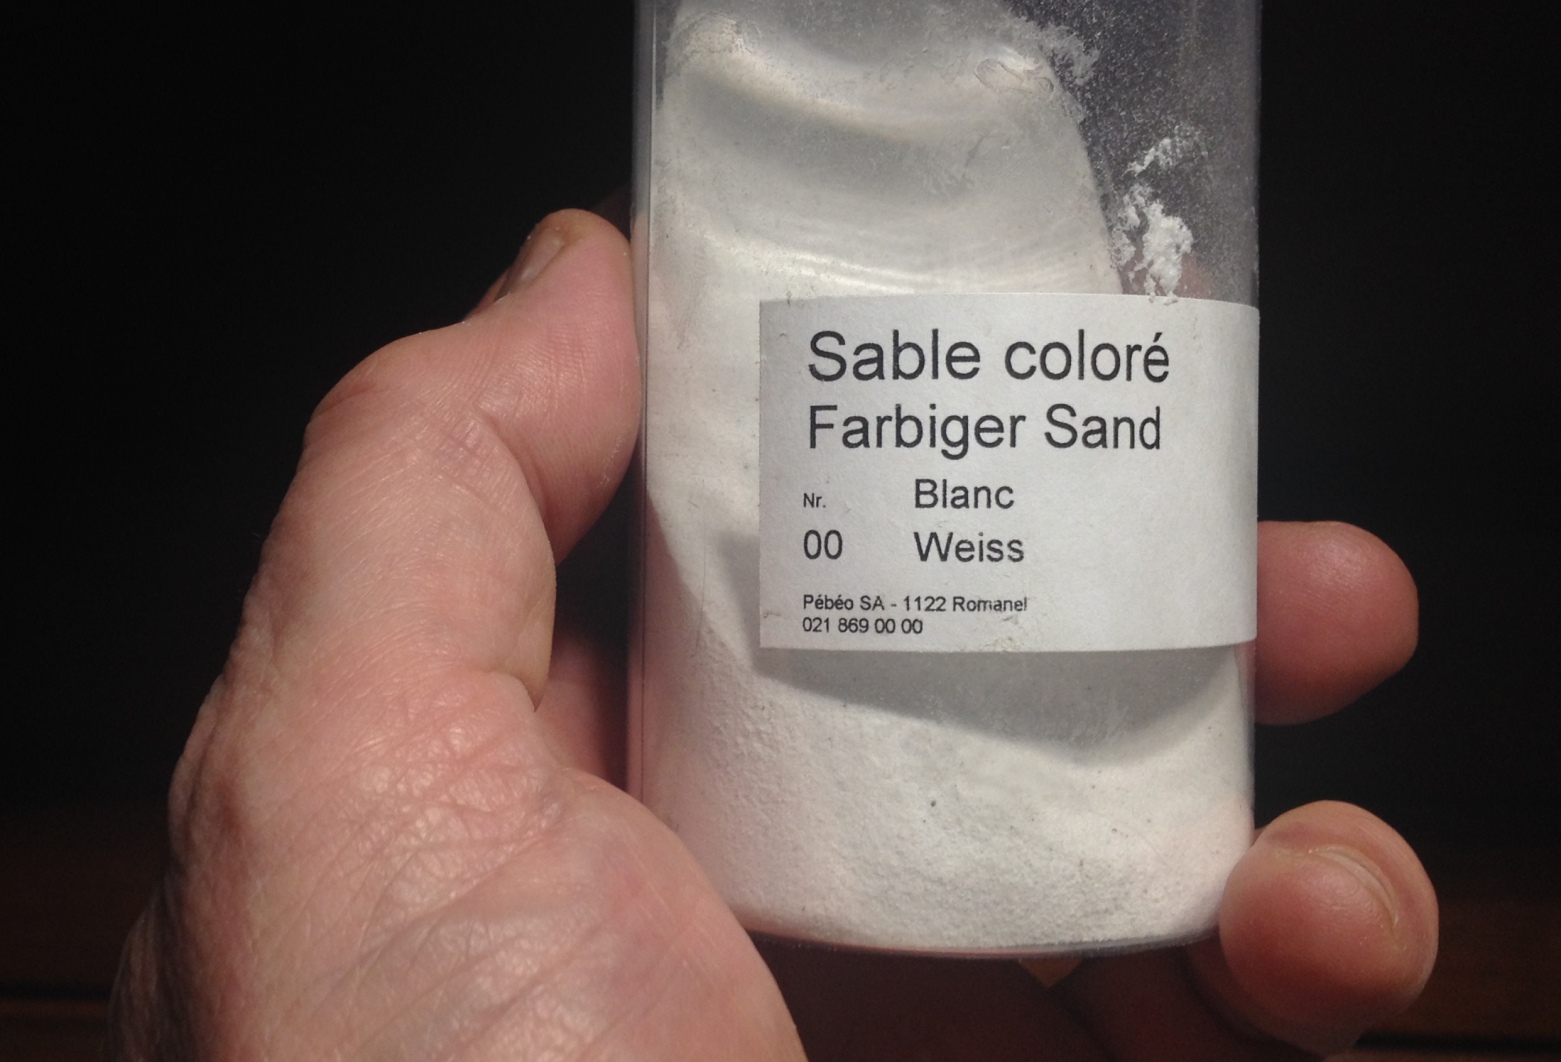 Sable coloré
Farbiger Sand
Nr. Blanc
00 Weiss
Pébéo SA - 1122 Romanel
021 869 00 00